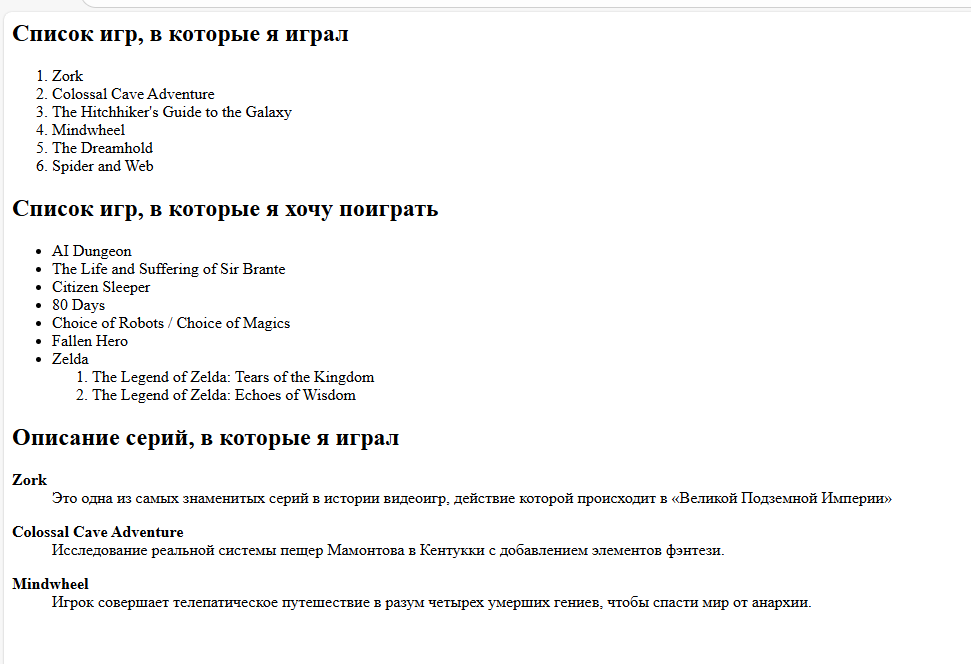 Список игр, в которые я играл
1. Zork
2. Colossal Cave Adventure
3. The Hitchhiker's Guide to the Galaxy
4. Mindwheel
5. The Dreamhold
6. Spider and Web
Список игр, в которые я хочу поиграть
• AI Dungeon
• The Life and Suffering of Sir Brante
• Citizen Sleeper
• 80 Days
• Choice of Robots / Choice of Magics
• Fallen Hero
• Zelda
1. The Legend of Zelda: Tears of the Kingdom
2. The Legend of Zelda: Echoes of Wisdom
Описание серий, в которые я играл
Zork
Это одна из самых знаменитых серий в истории видеоигр, действие которой происходит в «Великой Подземной Империи»
Colossal Cave Adventure
Исследование реальной системы пещер Мамонтова в Кентукки с добавлением элементов фэнтези.
Mindwheel
Игрок совершает телепатическое путешествие в разум четырех умерших гениев, чтобы спасти мир от анархии.